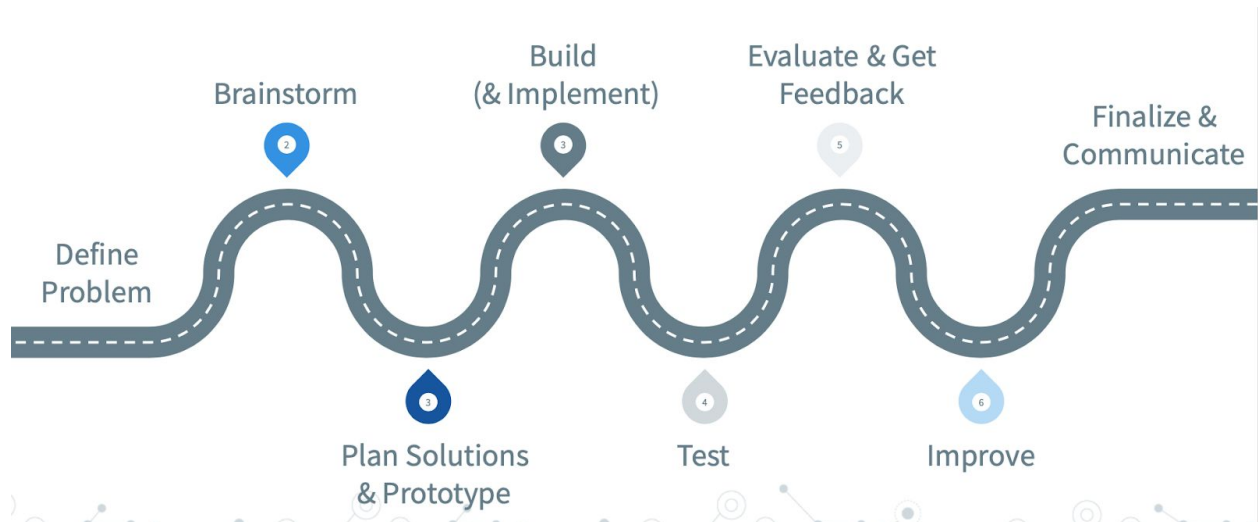 Define
Problem
Brainstorm
2
3
Plan Solutions
& Prototype
Build
(& Implement)
3
4
Test
Evaluate & Get
Feedback
5
6
Improve
Finalize &
Communicate